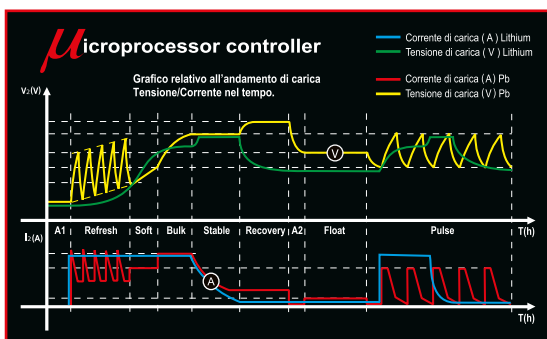 µicroprocessor controller
Corrente di carica ( A ) Lithium
Tensione di carica ( V ) Lithium
Corrente di carica ( A ) Pb
Tensione di carica ( V ) Pb
Grafico relativo all'andamento di carica
Tensione/Corrente nel tempo.
V2(V)
V
A1 Refresh Soft Bulk Stable Recovery A2 Float Pulse T(h)
I2(A)
A
T(h)